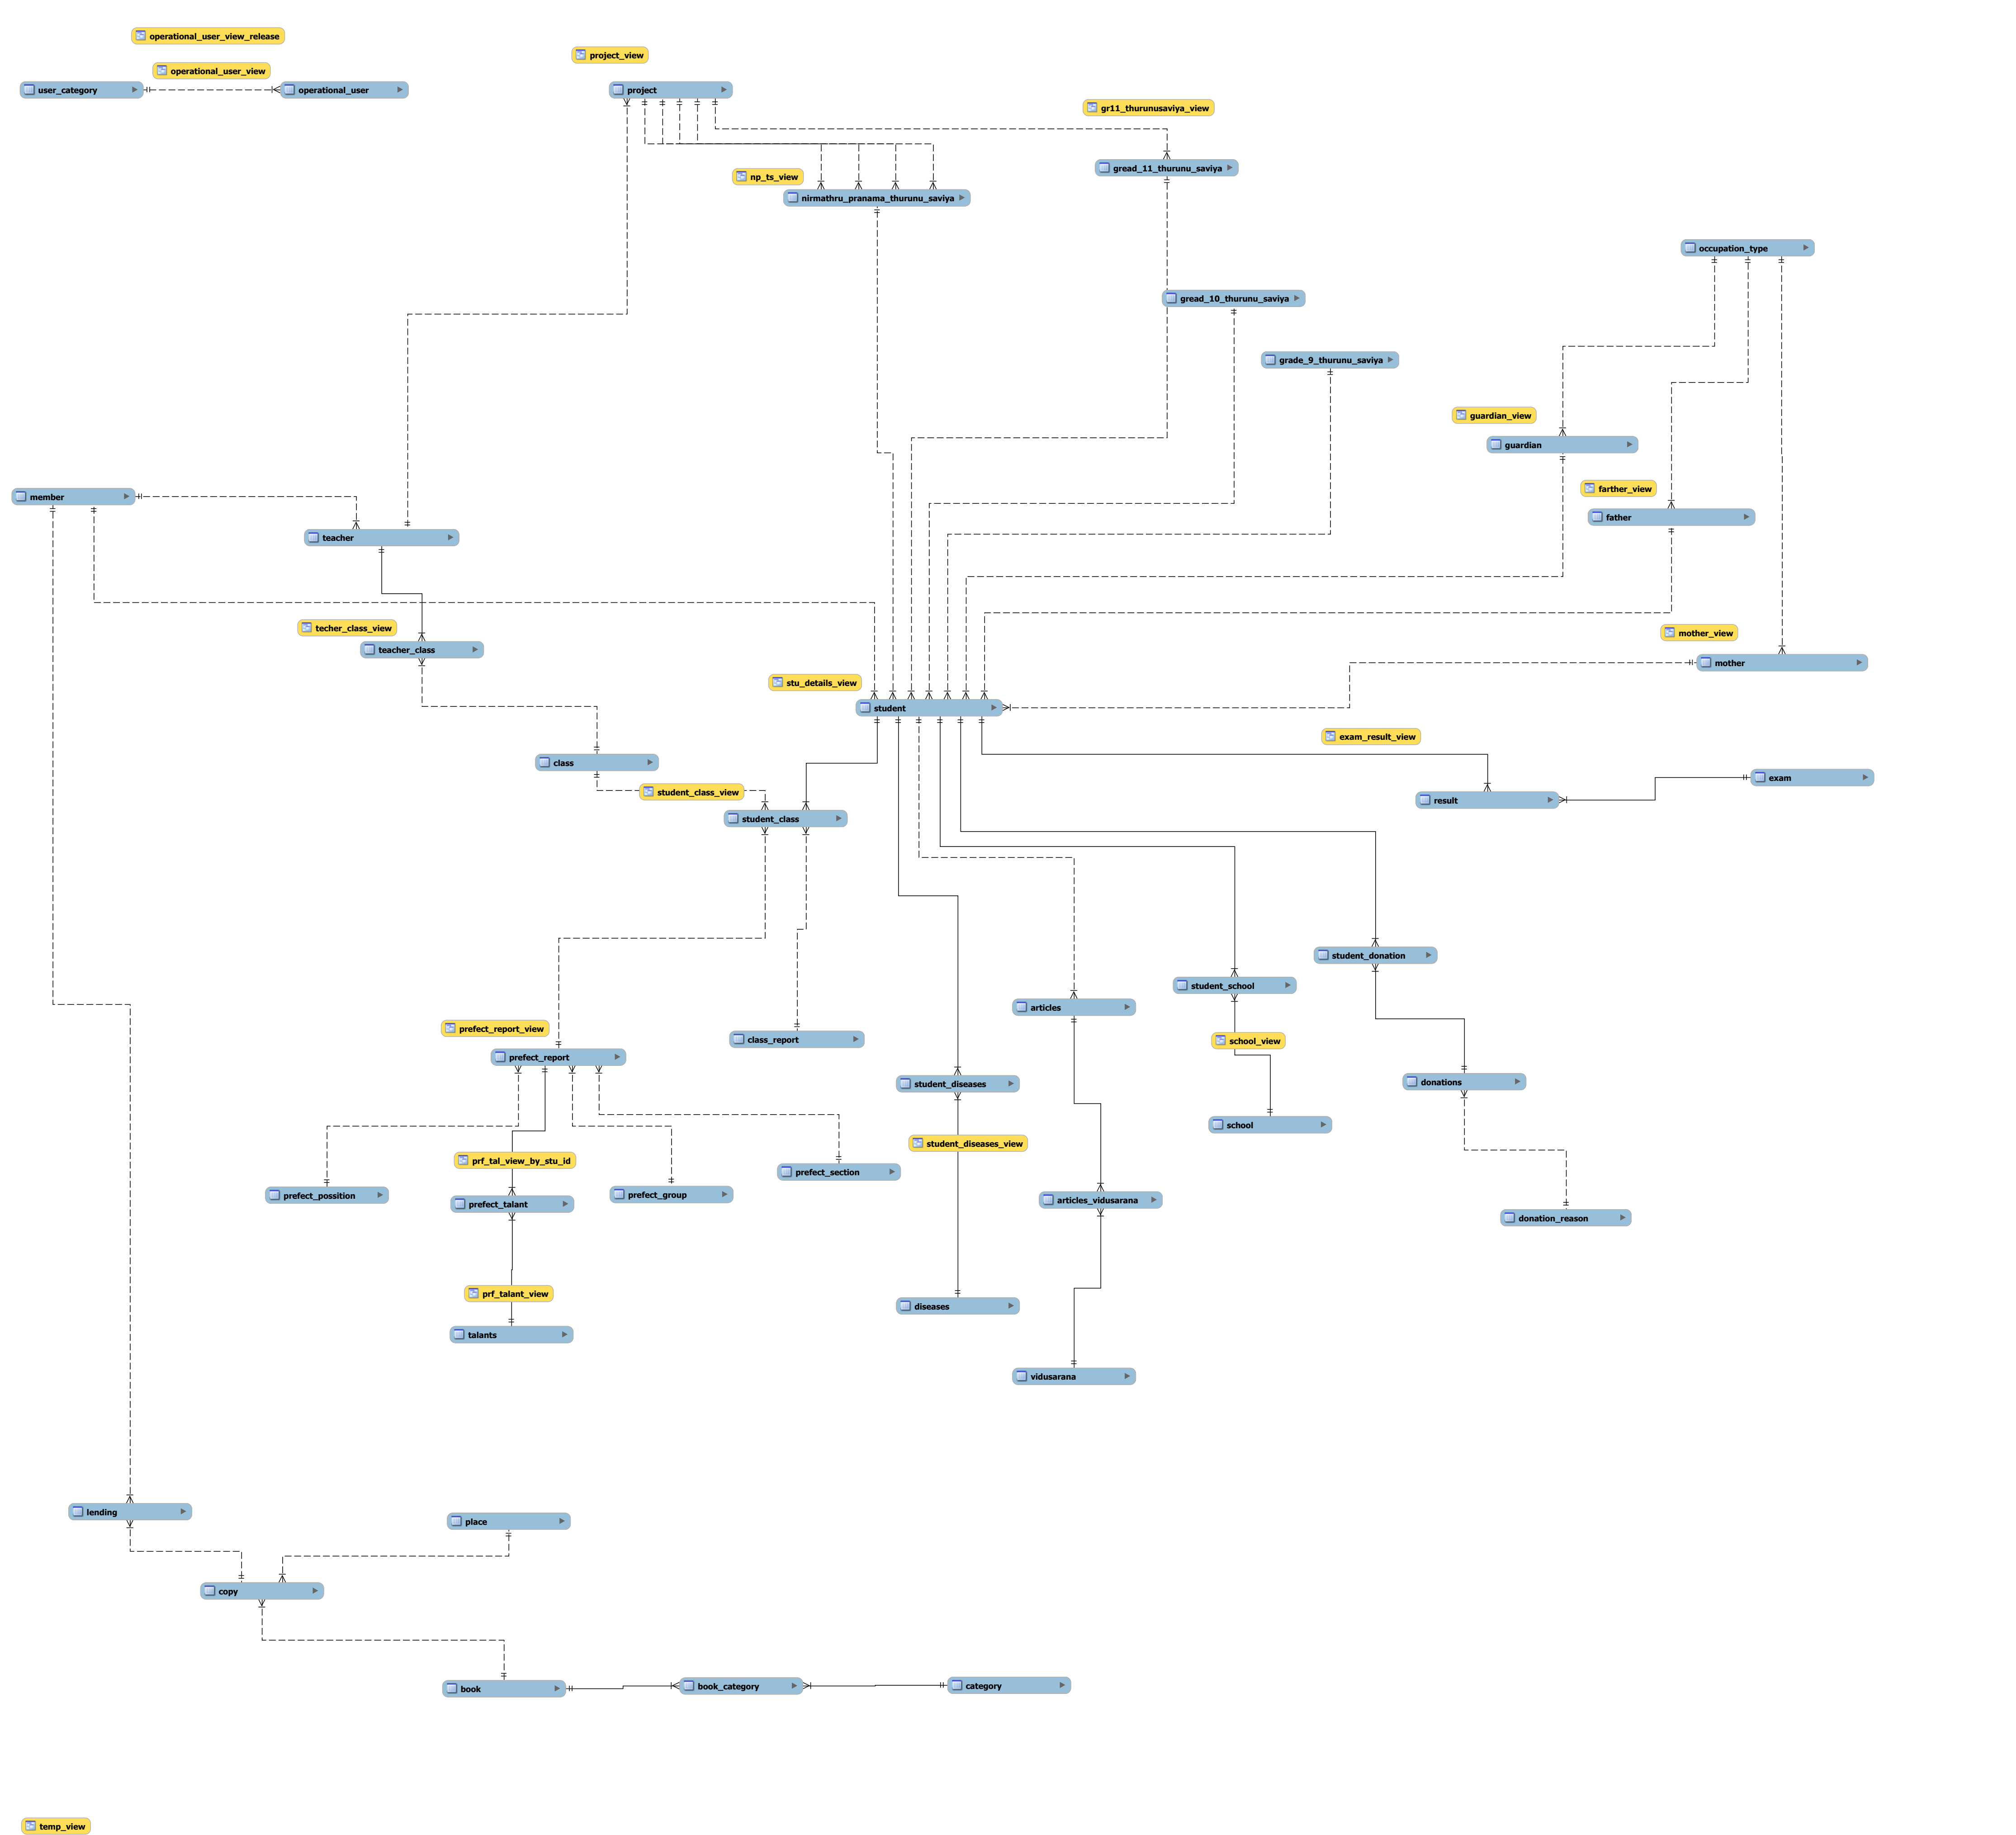 operational_user_view_release
project_view
operational_user_view
user_category
operational_user
project
gr11_thurunusaviya_view
gread_11_thurunu_saviya
np_ts_view
nirmathru_pranama_thurunu_saviya
occupation_type
gread_10_thurunu_saviya
grade_9_thurunu_saviya
guardian_view
guardian
farther_view
member
father
teacher
techer_class_view
mother_view
teacher_class
mother
stu_details_view
student
exam_result_view
class
exam
student_class_view
result
student_class
student_donation
student_school
articles
prefect_report_view
class_report
school_view
prefect_report
student_diseases
donations
school
student_diseases_view
prf_tal_view_by_stu_id
prefect_section
prefect_possition
prefect_group
articles_vidusarana
prefect_talant
donation_reason
prf_talant_view
diseases
talants
vidusarana
lending
place
copy
book
book_category
category
temp_view